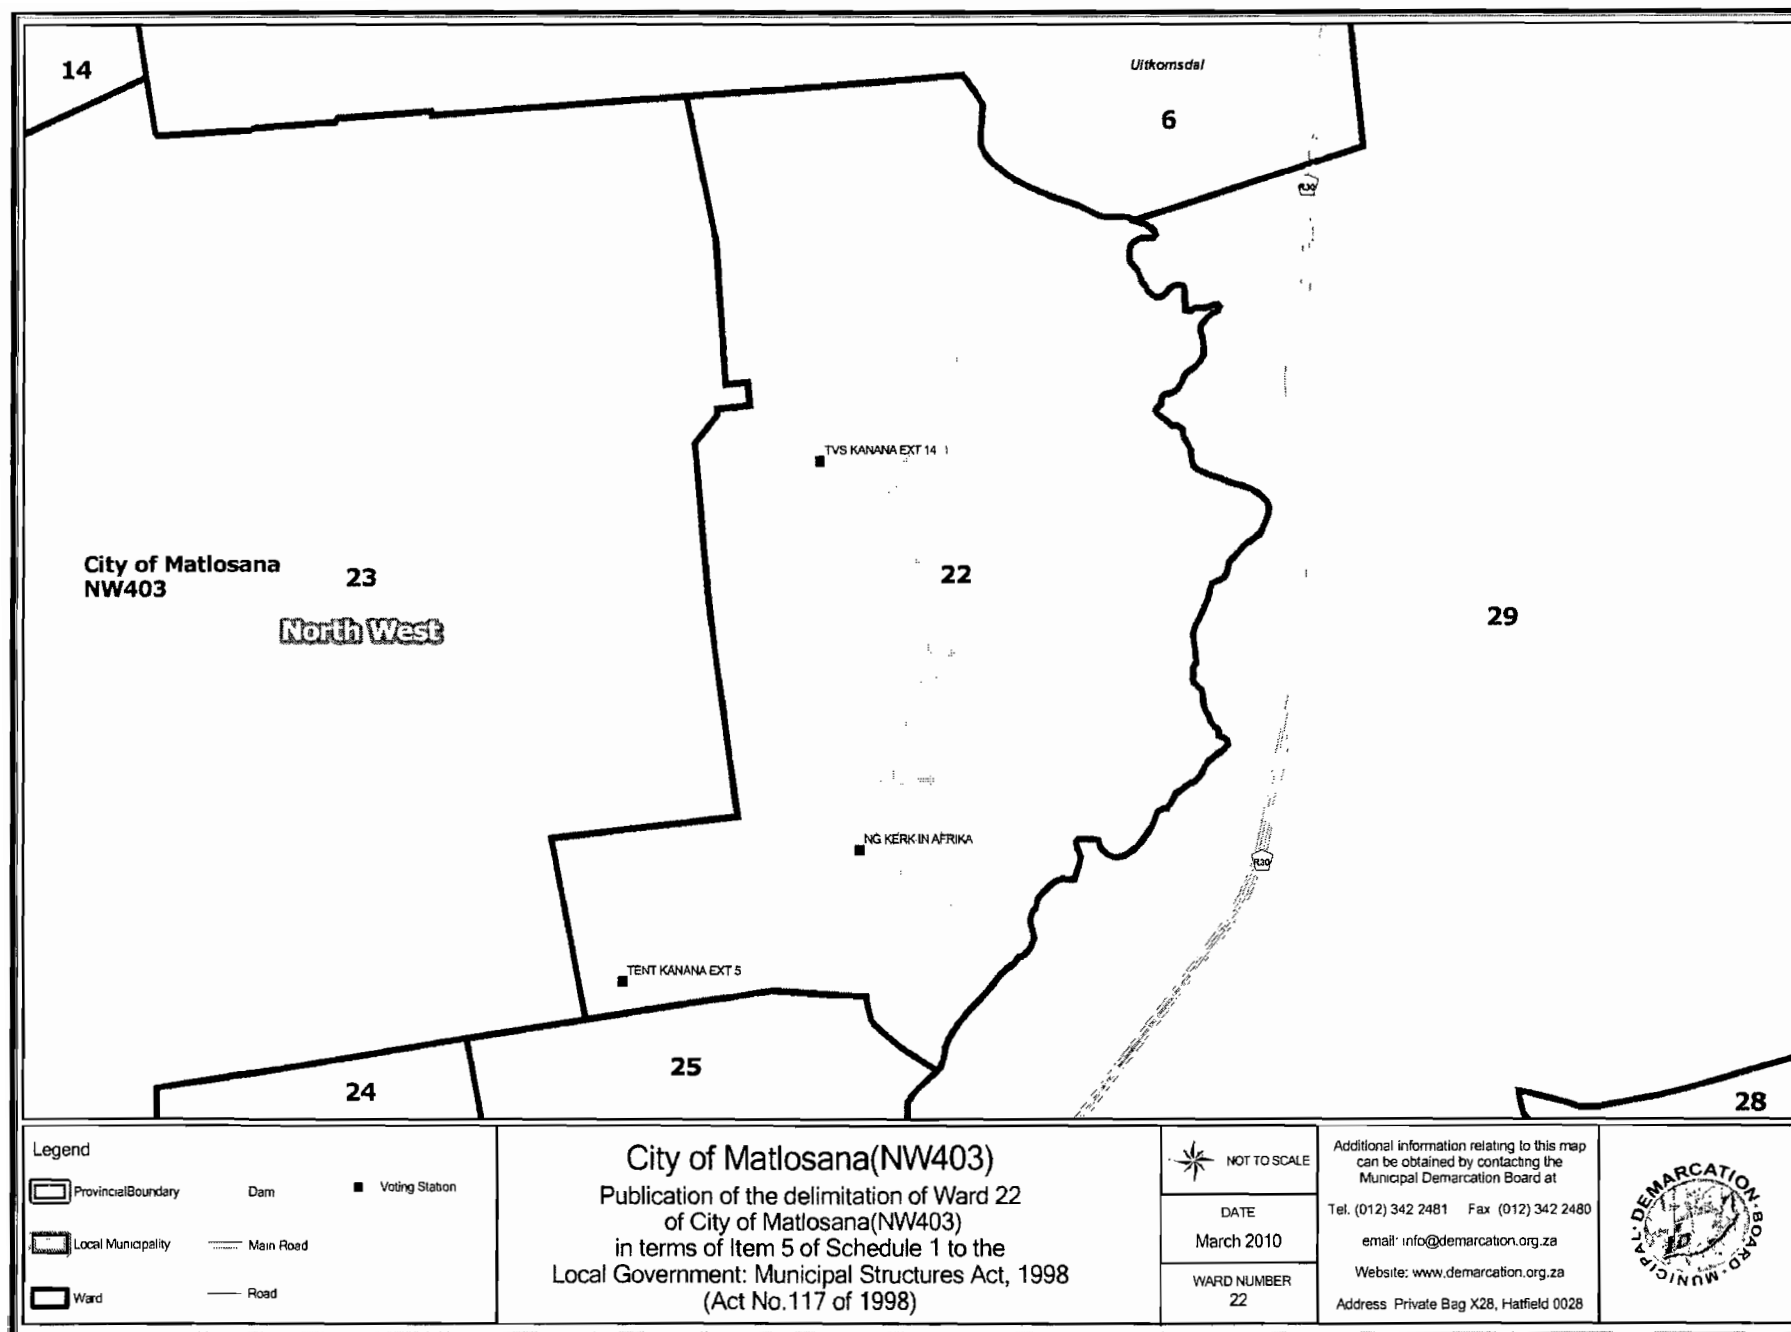 14
Uitkomsdal
6
R30
TVS KANANA EXT 14
City of Matlosana
NW403
23
22
North West
29
NG KERK IN AFRIKA
R30
TENT KANANA EXT 5
25
24
28
Legend
Provincial Boundary
Dam
Voting Station
Local Municipality
Main Road
Ward
Road
City of Matlosana(NW403)
Publication of the delimitation of Ward 22
of City of Matlosana(NW403)
in terms of Item 5 of Schedule 1 to the
Local Government: Municipal Structures Act, 1998
(Act No.117 of 1998)
NOT TO SCALE
DATE
March 2010
WARD NUMBER
22
Additional information relating to this map
can be obtained by contacting the
Municipal Demarcation Board at
Tel. (012) 342 2481 Fax (012) 342 2480
email: info@demarcation.org.za
Website: www.demarcation.org.za
Address Private Bag X28, Hatfield 0028
MUNICIPAL·DEMARCATION·BOARD